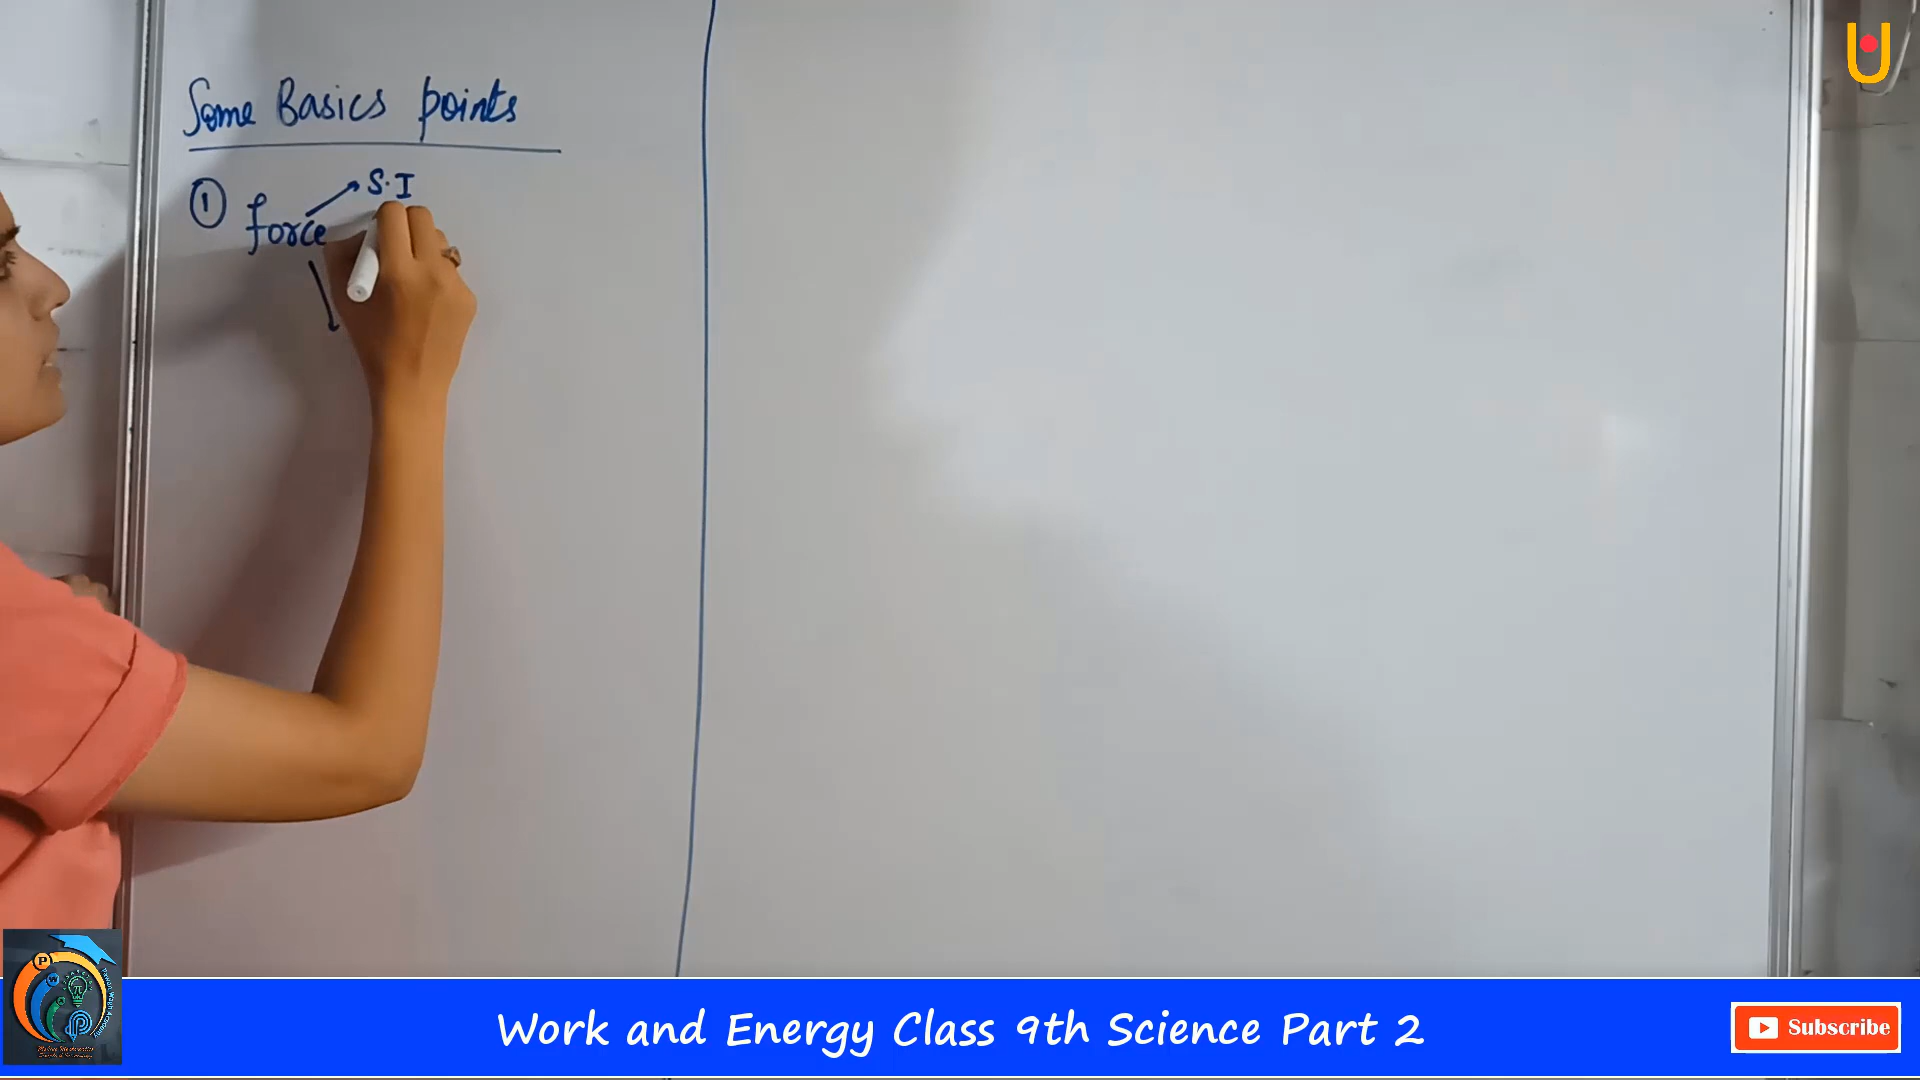 Some Basics points
① force → S.I
Work and Energy Class 9th Science Part 2
Subscribe